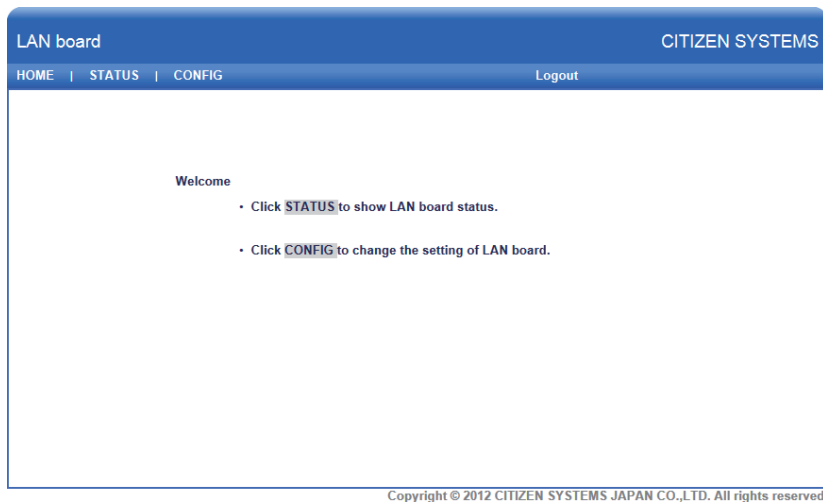 LAN board CITIZEN SYSTEMS
HOME | STATUS | CONFIG Logout
Welcome
• Click STATUS to show LAN board status.
• Click CONFIG to change the setting of LAN board.
Copyright © 2012 CITIZEN SYSTEMS JAPAN CO.,LTD. All rights reserved